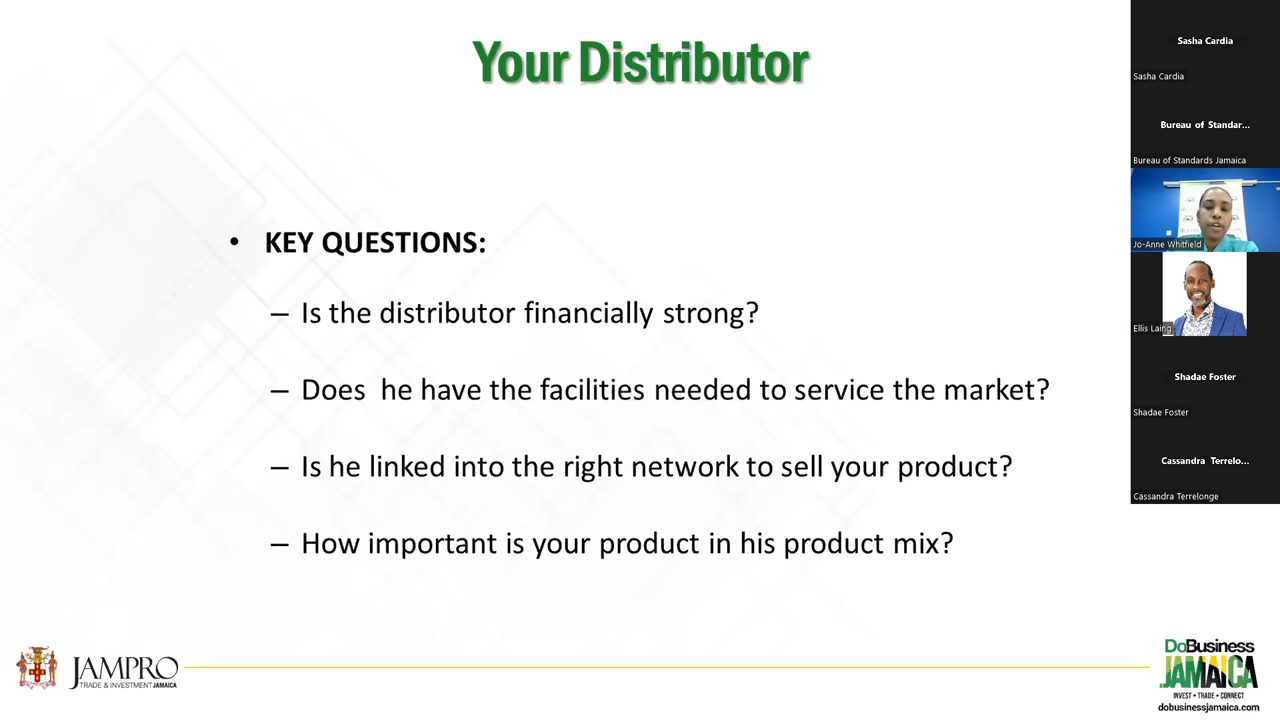 Your Distributor
• KEY QUESTIONS:
– Is the distributor financially strong?
– Does he have the facilities needed to service the market?
– Is he linked into the right network to sell your product?
– How important is your product in his product mix?
JAMPRO
TRADE & INVESTMENT JAMAICA
DoBusiness
JAMAICA
INVEST • TRADE • CONNECT
dobusinessjamaica.com
Sasha Cardia
Sasha Cardia
Bureau of Standar...
Bureau of Standards Jamaica
Jo-Anne Whitfield
Ellis Laing
Shadae Foster
Shadae Foster
Cassandra Terrelo...
Cassandra Terrelonge